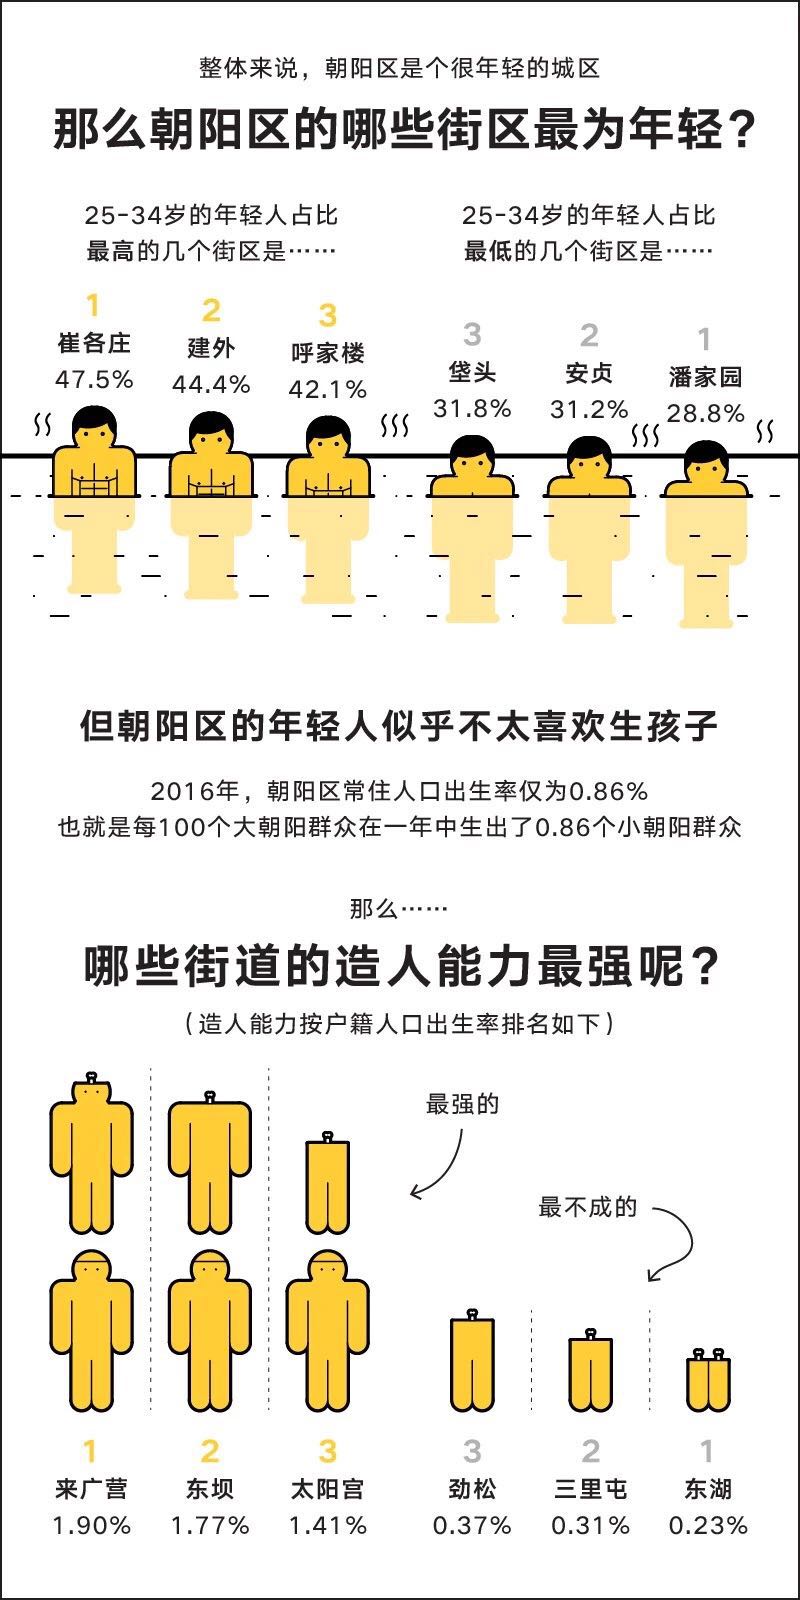 整体来说，朝阳区是个很年轻的城区
那么朝阳区的哪些街区最为年轻？
25-34岁的年轻人占比
最高的几个街区是……
25-34岁的年轻人占比
最低的几个街区是……
1
崔各庄
47.5%
2
建外
44.4%
3
呼家楼
42.1%
3
垡头
31.8%
2
安贞
31.2%
1
潘家园
28.8%
但朝阳区的年轻人似乎不太喜欢生孩子
2016年，朝阳区常住人口出生率仅为0.86%
也就是每100个大朝阳群众在一年中生出了0.86个小朝阳群众
那么……
哪些街道的造人能力最强呢？
（造人能力按户籍人口出生率排名如下）
最强的
最不成的
1
来广营
1.90%
2
东坝
1.77%
3
太阳宫
1.41%
3
劲松
0.37%
2
三里屯
0.31%
1
东湖
0.23%